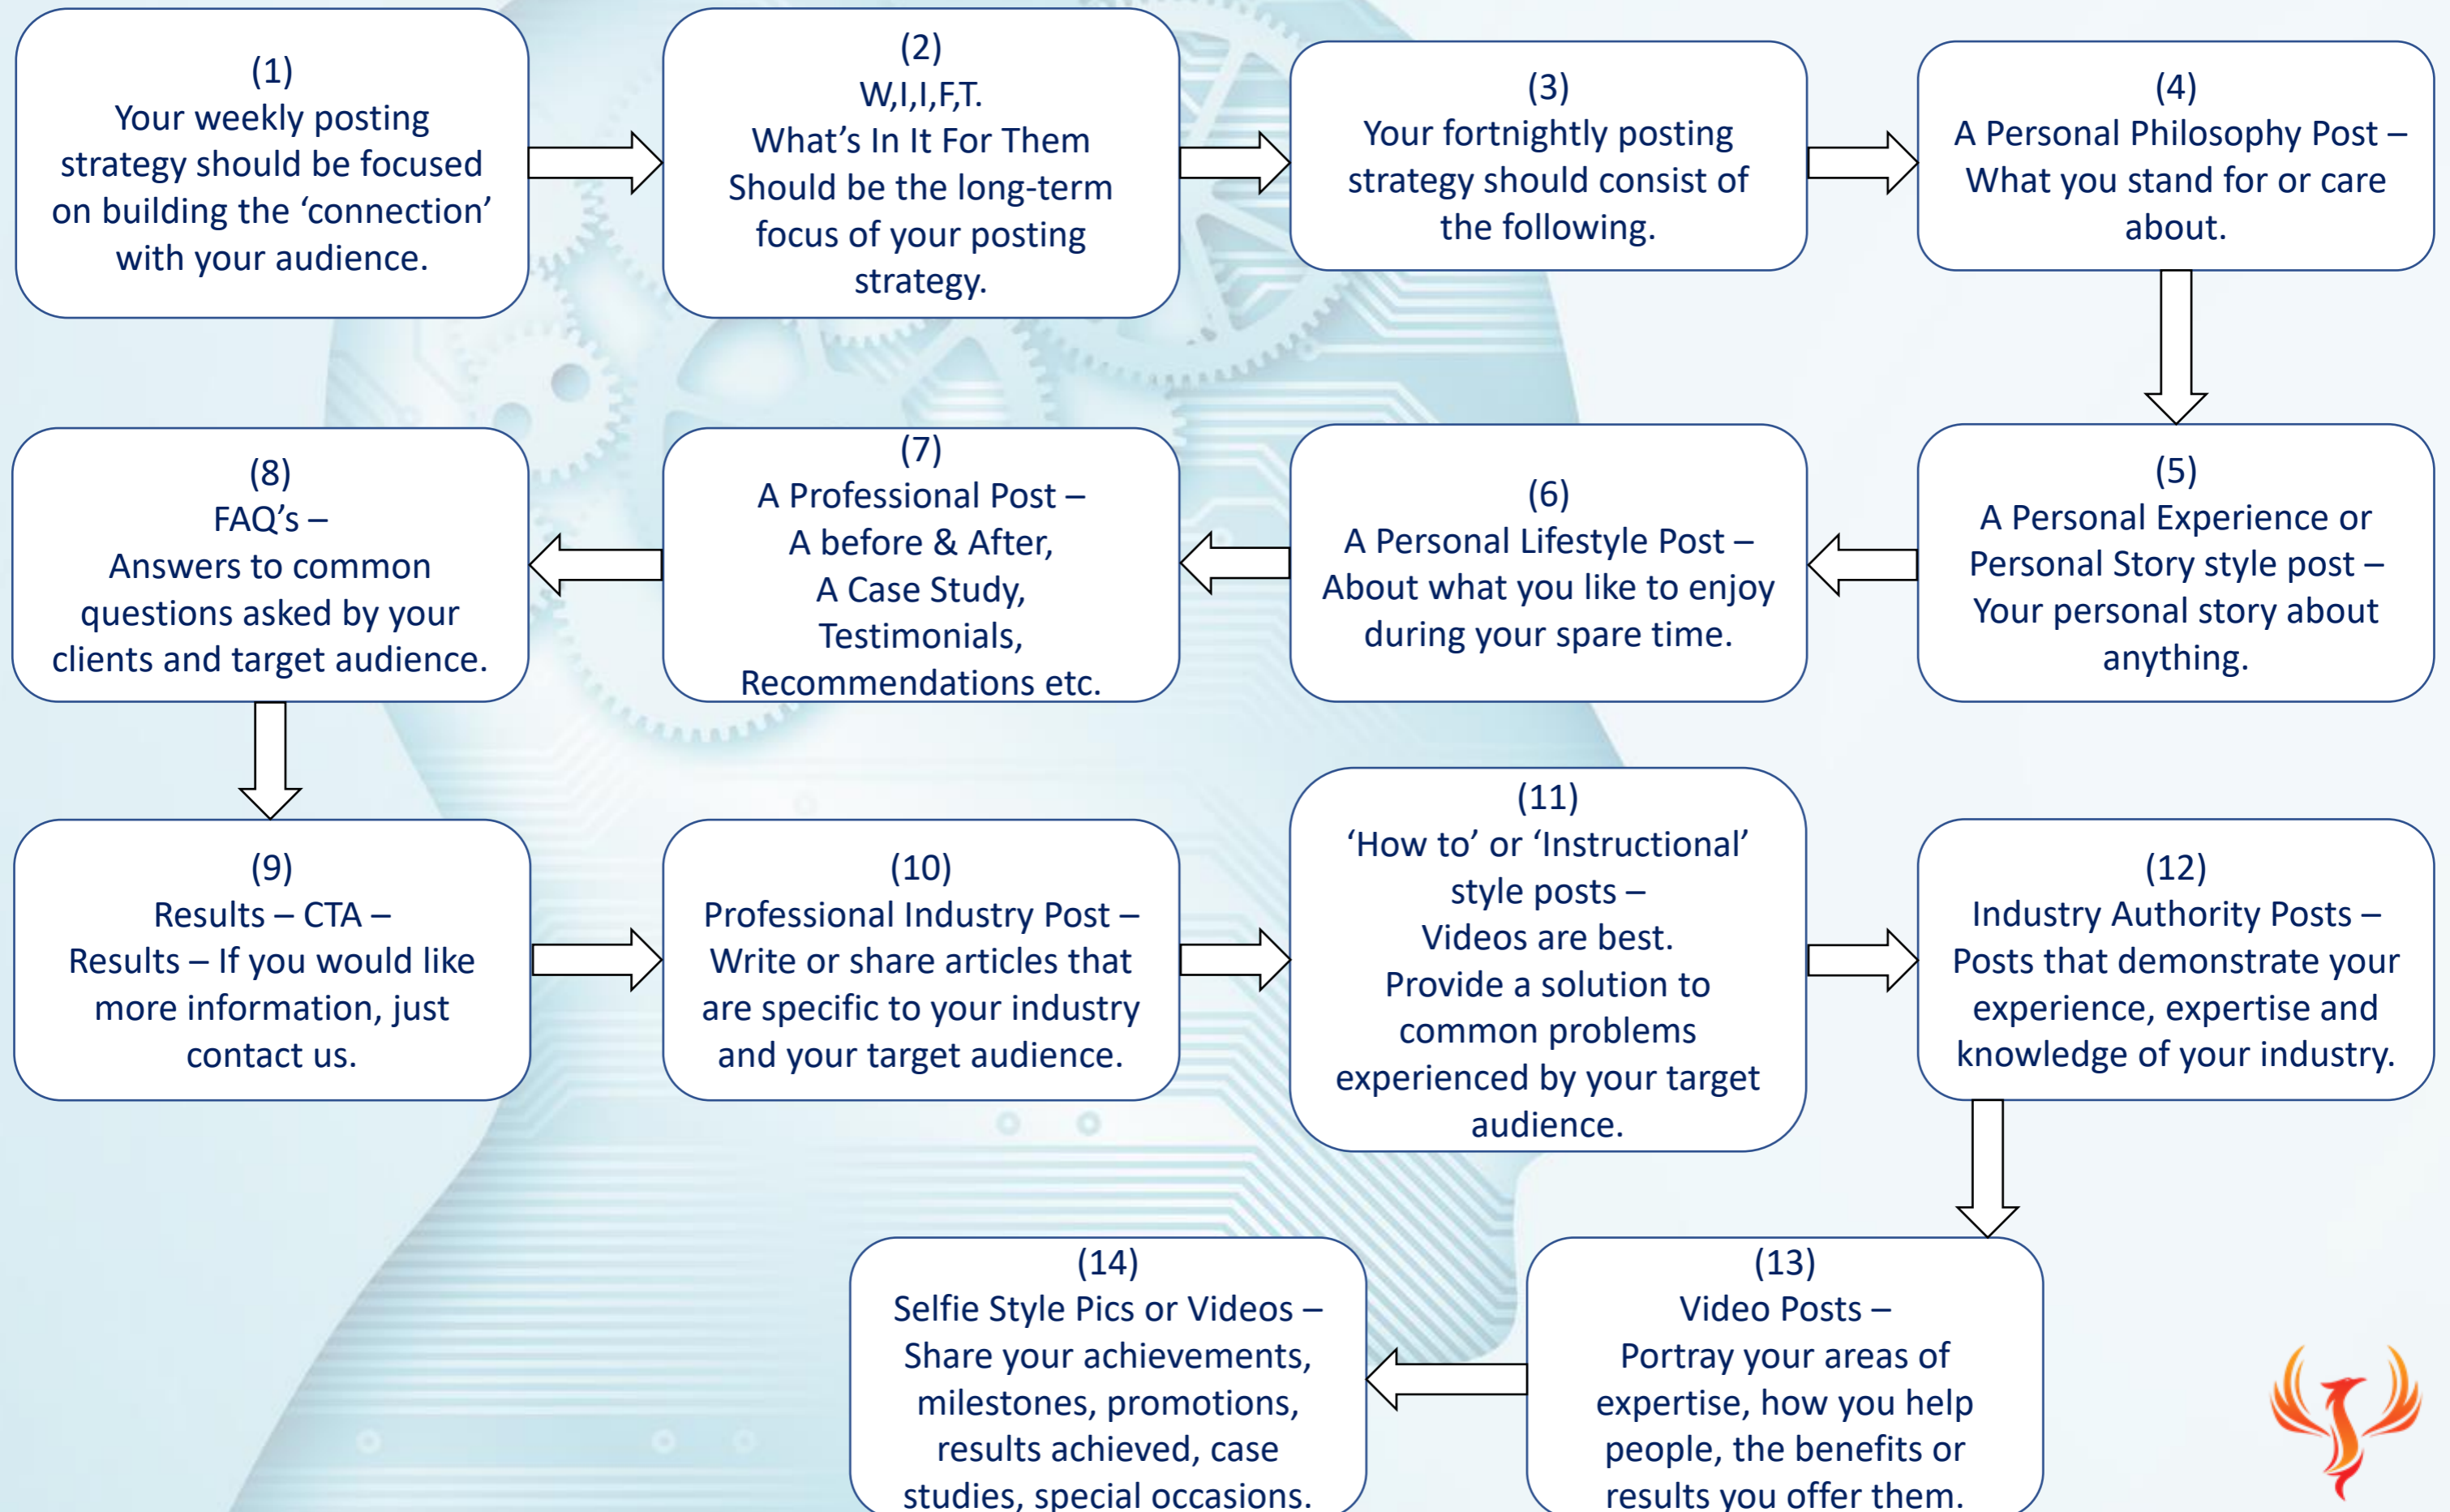 (1)
Your weekly posting
strategy should be focused
on building the ‘connection’
with your audience.
(2)
W,I,I,F,T.
What’s In It For Them
Should be the long-term
focus of your posting
strategy.
(3)
Your fortnightly posting
strategy should consist of
the following.
(4)
A Personal Philosophy Post –
What you stand for or care
about.
(5)
A Personal Experience or
Personal Story style post –
Your personal story about
anything.
(6)
A Personal Lifestyle Post –
About what you like to enjoy
during your spare time.
(7)
A Professional Post –
A before & After,
A Case Study,
Testimonials,
Recommendations etc.
(8)
FAQ’s –
Answers to common
questions asked by your
clients and target audience.
(9)
Results – CTA –
Results – If you would like
more information, just
contact us.
(10)
Professional Industry Post –
Write or share articles that
are specific to your industry
and your target audience.
(11)
‘How to’ or ‘Instructional’
style posts –
Videos are best.
Provide a solution to
common problems
experienced by your target
audience.
(12)
Industry Authority Posts –
Posts that demonstrate your
experience, expertise and
knowledge of your industry.
(13)
Video Posts –
Portray your areas of
expertise, how you help
people, the benefits or
results you offer them.
(14)
Selfie Style Pics or Videos –
Share your achievements,
milestones, promotions,
results achieved, case
studies, special occasions.